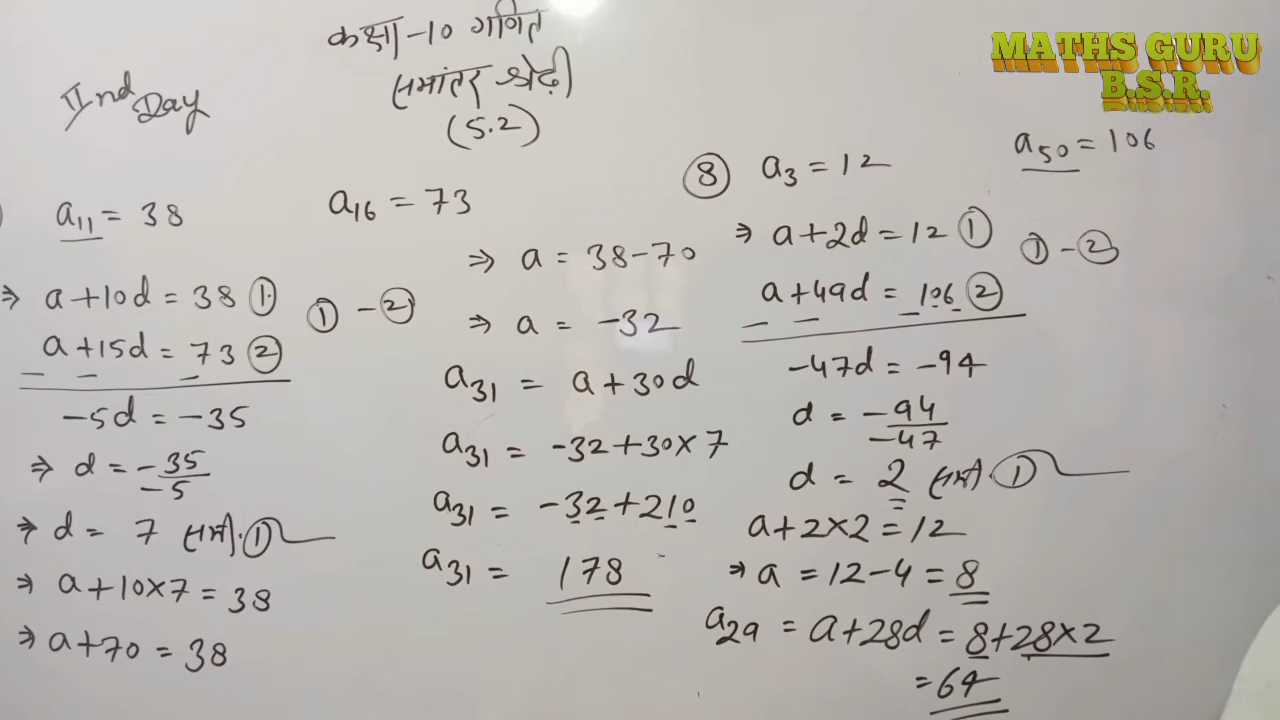 कक्षा-10 गणित
समांतर श्रेढ़ी
(5.2)
IInd Day
MATHS GURU
B.S.R.
a₁₁ = 38
a₁₆ = 73
⇒ a+10d = 38 ①
a+15d = 73 ②
① - ②
-5d = -35
⇒ d = -35/-5
⇒ d = 7 समी.①
⇒ a+10×7 = 38
⇒ a+70 = 38
⇒ a = 38-70
⇒ a = -32
a₃₁ = a+30d
a₃₁ = -32+30×7
a₃₁ = -32+210
a₃₁ = 178
⑧ a₃ = 12
a₅₀ = 106
⇒ a+2d = 12 ①
a+49d = 106 ②
① - ②
-47d = -94
d = -94/-47
d = 2 समी.①
a+2×2 = 12
⇒ a = 12-4 = 8
a₂₉ = a+28d = 8+28×2
= 64